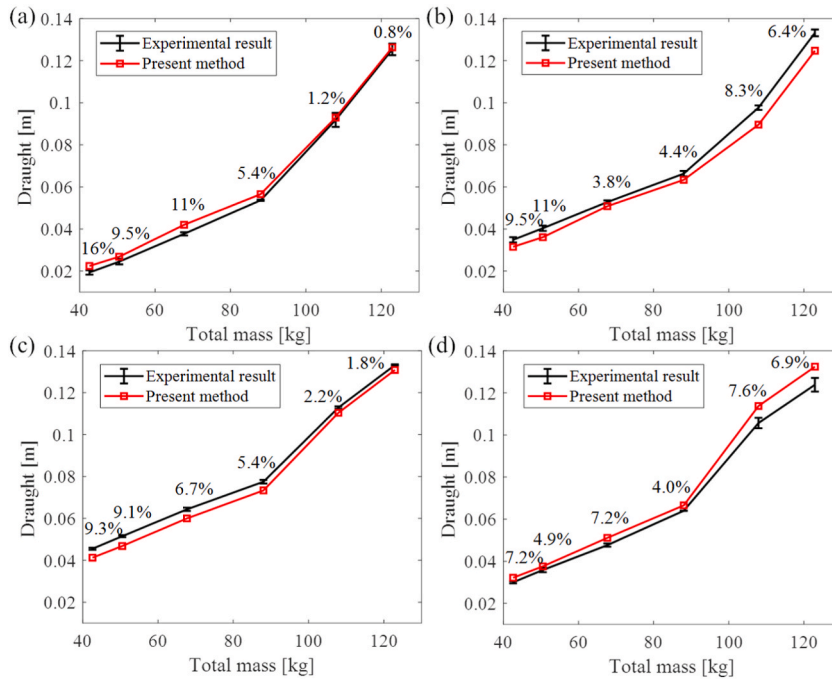 (a)
0.14
0.12
0.1
0.08
0.06
0.04
0.02
Draught [m]
Experimental result
Present method
16%
9.5%
11%
5.4%
1.2%
0.8%
40 60 80 100 120
Total mass [kg]
(b)
0.14
0.12
0.1
0.08
0.06
0.04
0.02
Draught [m]
Experimental result
Present method
9.5%
11%
3.8%
4.4%
8.3%
6.4%
40 60 80 100 120
Total mass [kg]
(c)
0.14
0.12
0.1
0.08
0.06
0.04
0.02
Draught [m]
Experimental result
Present method
9.3%
9.1%
6.7%
5.4%
2.2%
1.8%
40 60 80 100 120
Total mass [kg]
(d)
0.14
0.12
0.1
0.08
0.06
0.04
0.02
Draught [m]
Experimental result
Present method
7.2%
4.9%
7.2%
4.0%
7.6%
6.9%
40 60 80 100 120
Total mass [kg]